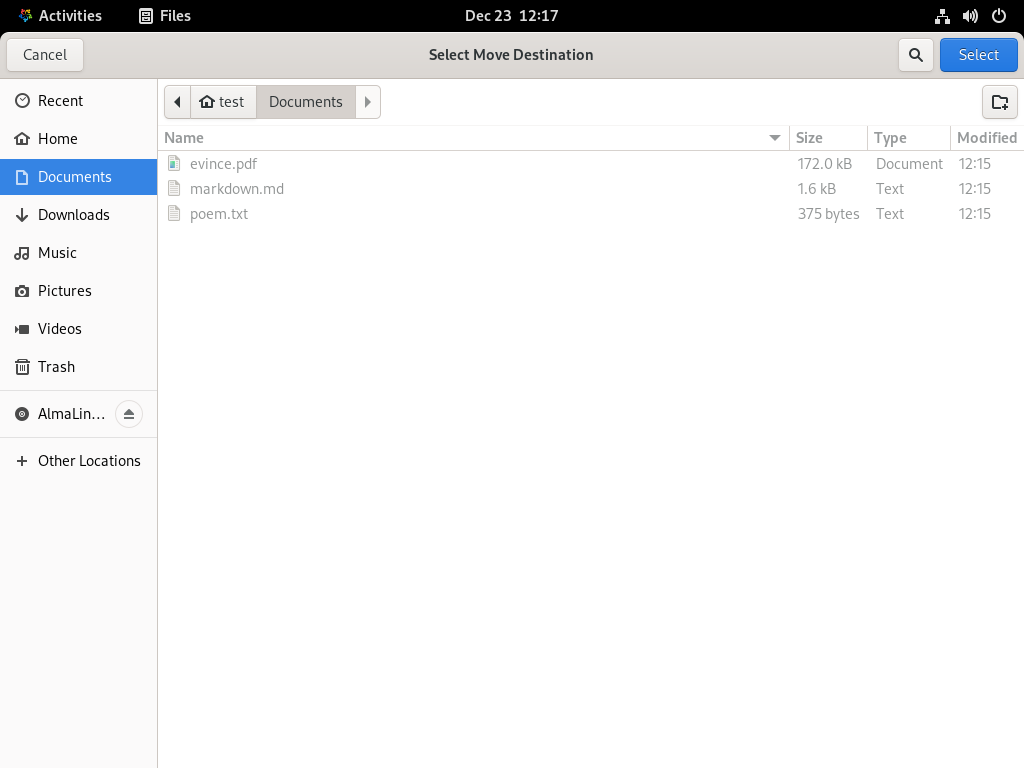 Activities Files Dec 23 12:17
Cancel Select Move Destination Select
Recent
Home
Documents
Downloads
Music
Pictures
Videos
Trash
AlmaLin…
Other Locations
test Documents
Name Size Type Modified
evince.pdf 172.0 kB Document 12:15
markdown.md 1.6 kB Text 12:15
poem.txt 375 bytes Text 12:15